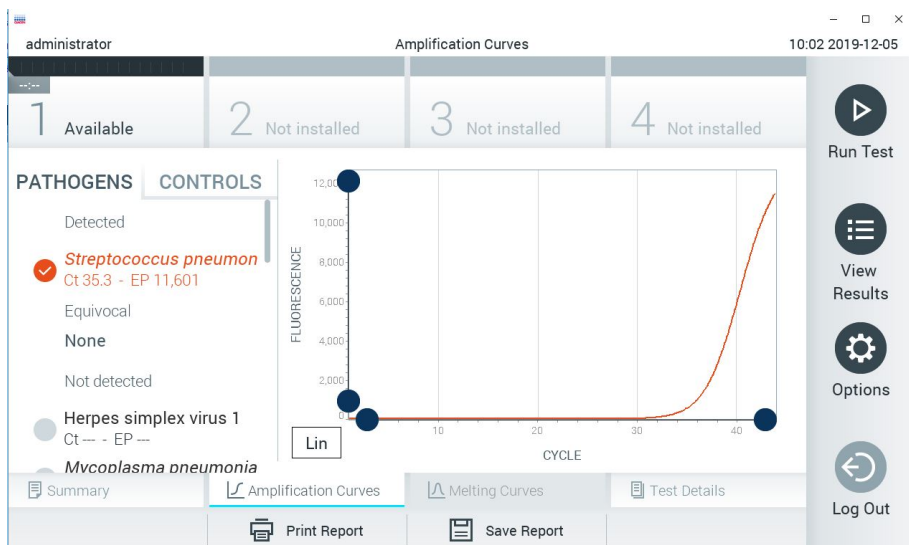 administrator
Amplification Curves
10:02 2019-12-05
--:--
1 Available
2 Not installed
3 Not installed
4 Not installed
Run Test
View
Results
Options
Log Out
PATHOGENS CONTROLS
Detected
Streptococcus pneumon
Ct 35.3 - EP 11,601
Equivocal
None
Not detected
Herpes simplex virus 1
Ct --- - EP ---
Mycoplasma pneumonia
FLUORESCENCE
12,00
10,000
8,000
6,000
4,000
2,000
0
10 20 30 40
CYCLE
Lin
Summary
Amplification Curves
Melting Curves
Test Details
Print Report
Save Report